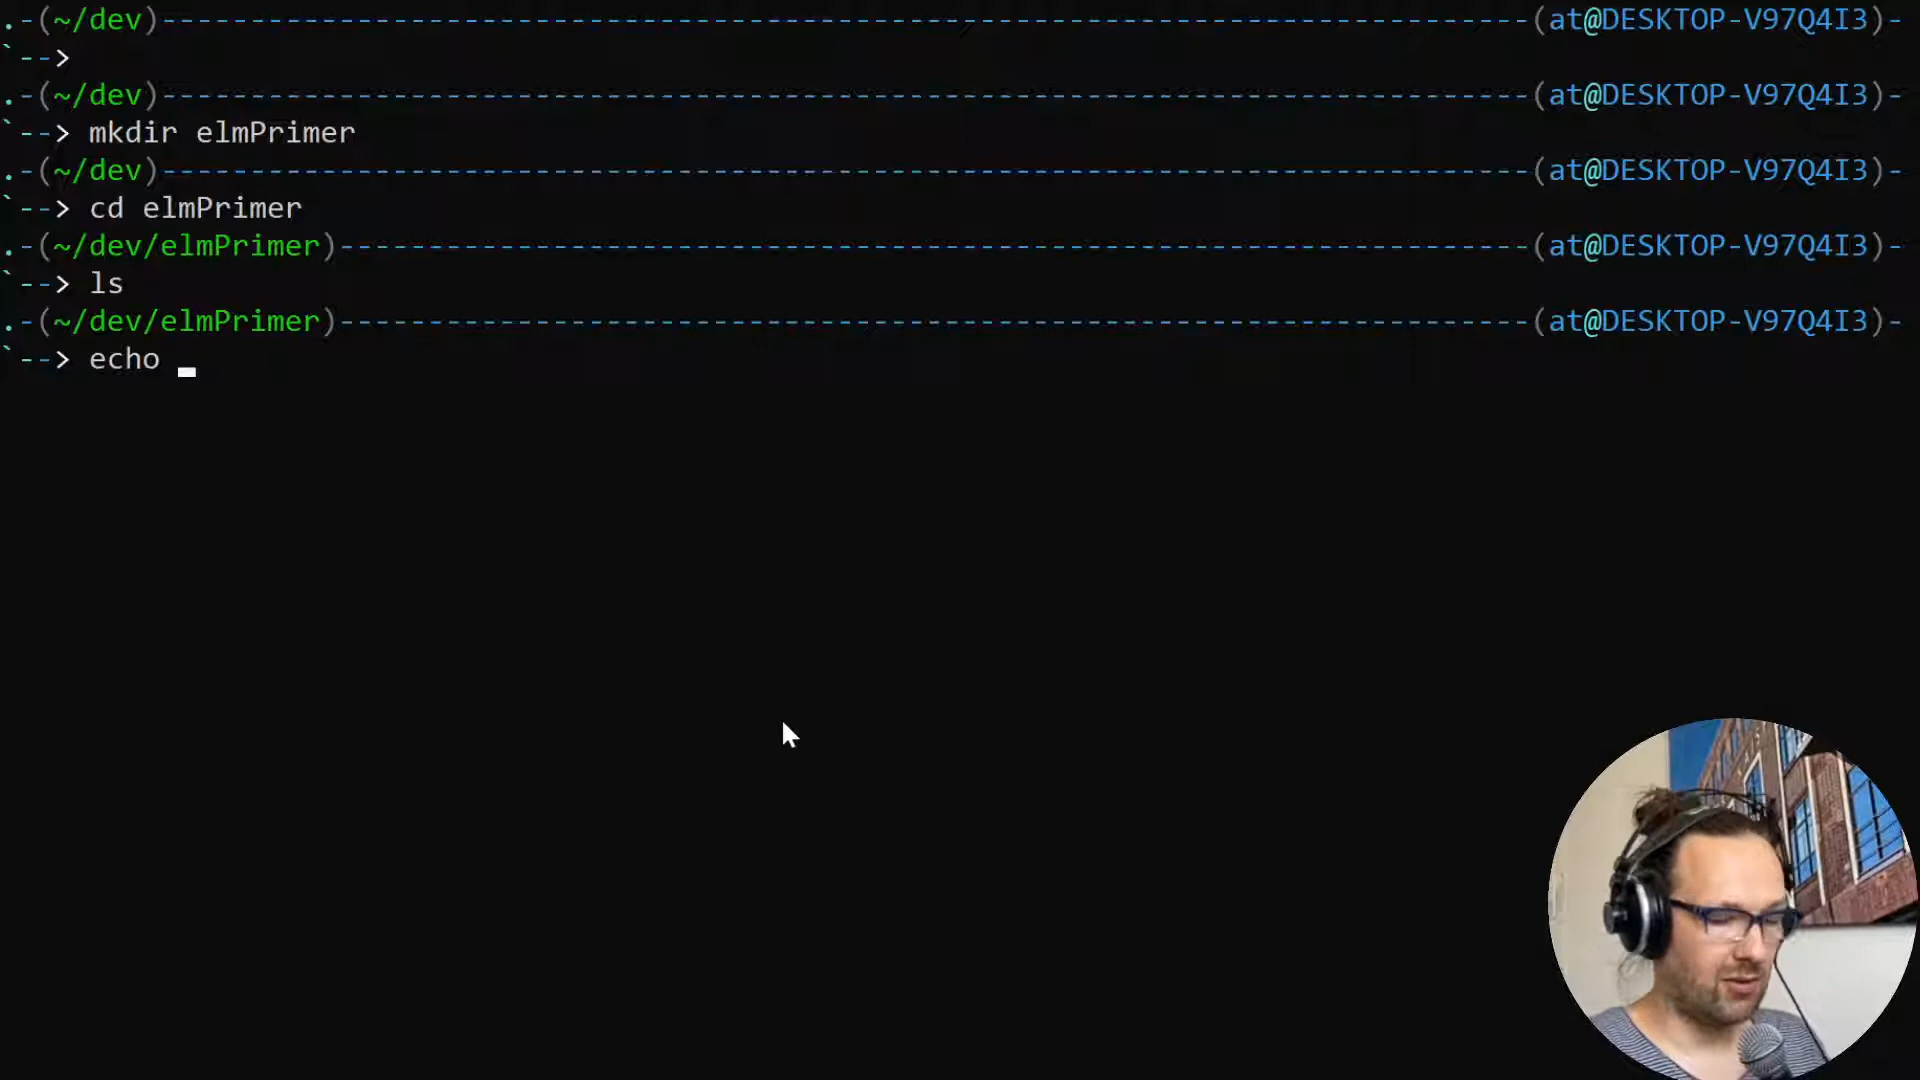 .-(~/dev)----------------------------------------------------------------------------(at@DESKTOP-V97Q4I3)-
`-->
.-(~/dev)----------------------------------------------------------------------------(at@DESKTOP-V97Q4I3)-
`--> mkdir elmPrimer
.-(~/dev)----------------------------------------------------------------------------(at@DESKTOP-V97Q4I3)-
`--> cd elmPrimer
.-(~/dev/elmPrimer)------------------------------------------------------------------(at@DESKTOP-V97Q4I3)-
`--> ls
.-(~/dev/elmPrimer)------------------------------------------------------------------(at@DESKTOP-V97Q4I3)-
`--> echo _